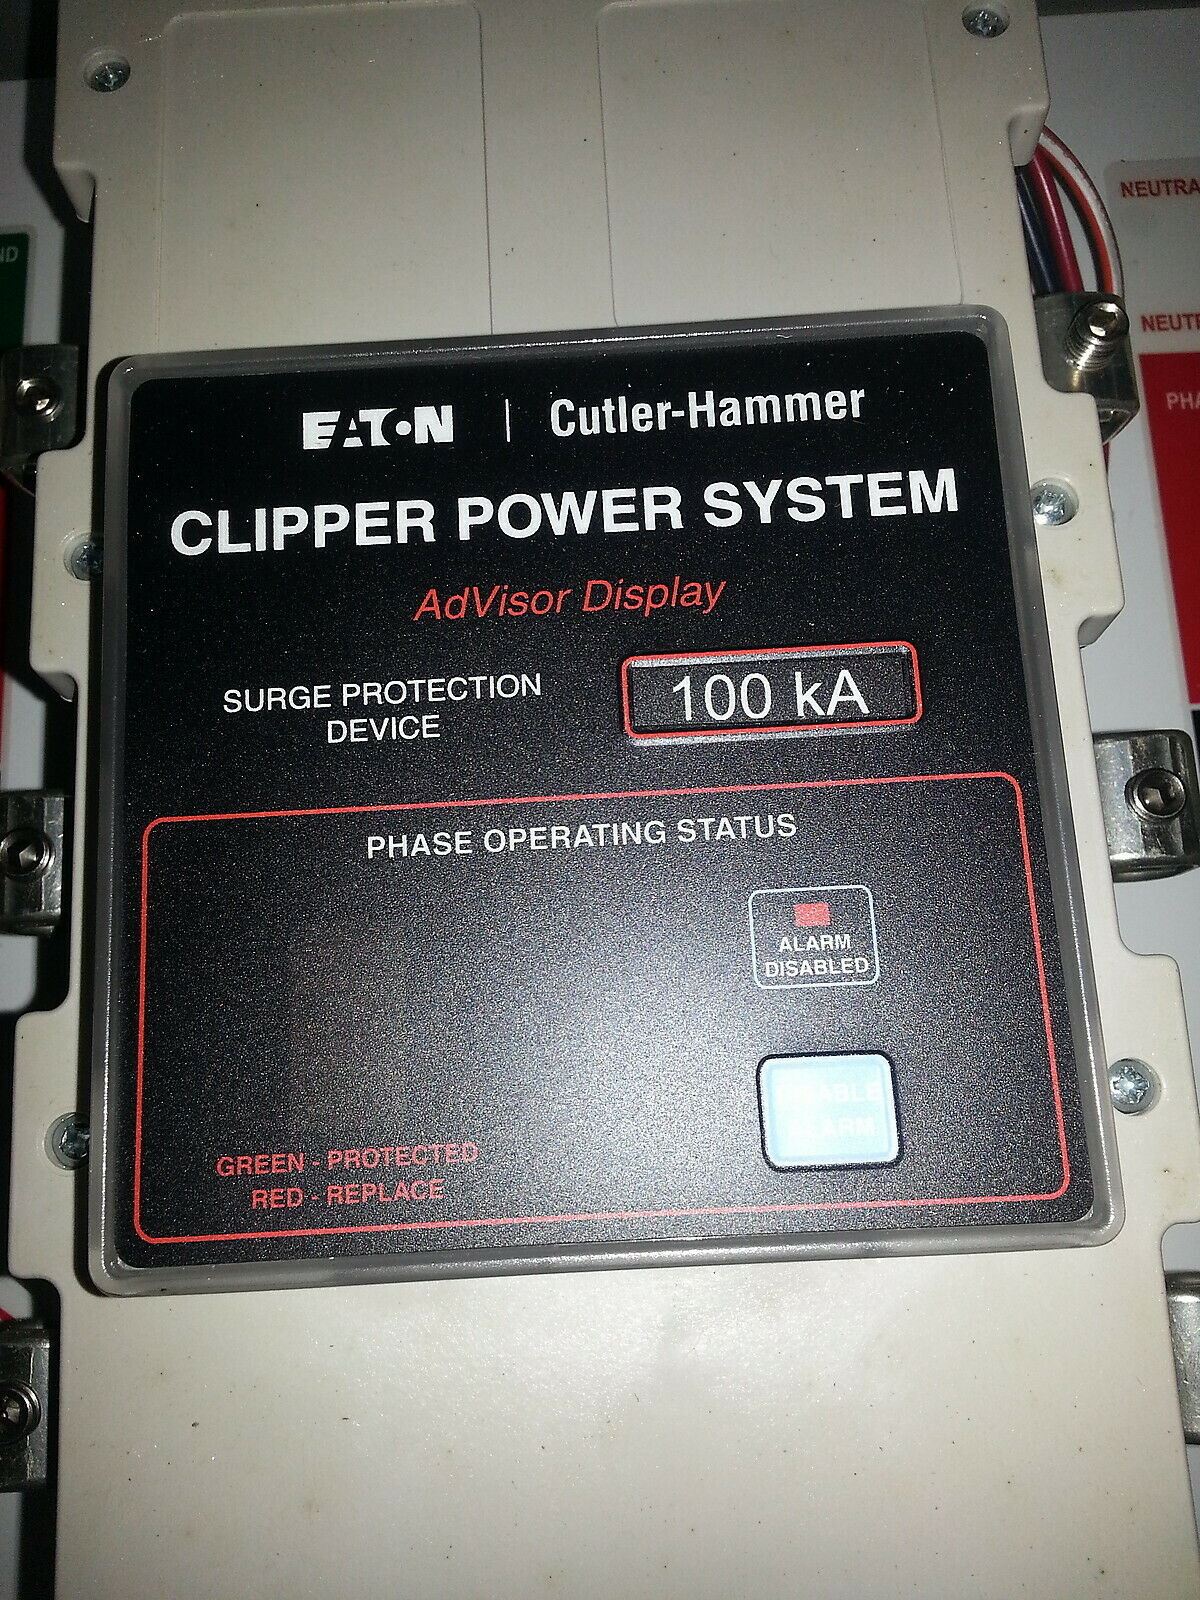 EATON | Cutler-Hammer
CLIPPER POWER SYSTEM
AdVisor Display
SURGE PROTECTION
DEVICE
100 kA
PHASE OPERATING STATUS
ALARM
DISABLED
GREEN - PROTECTED
RED - REPLACE